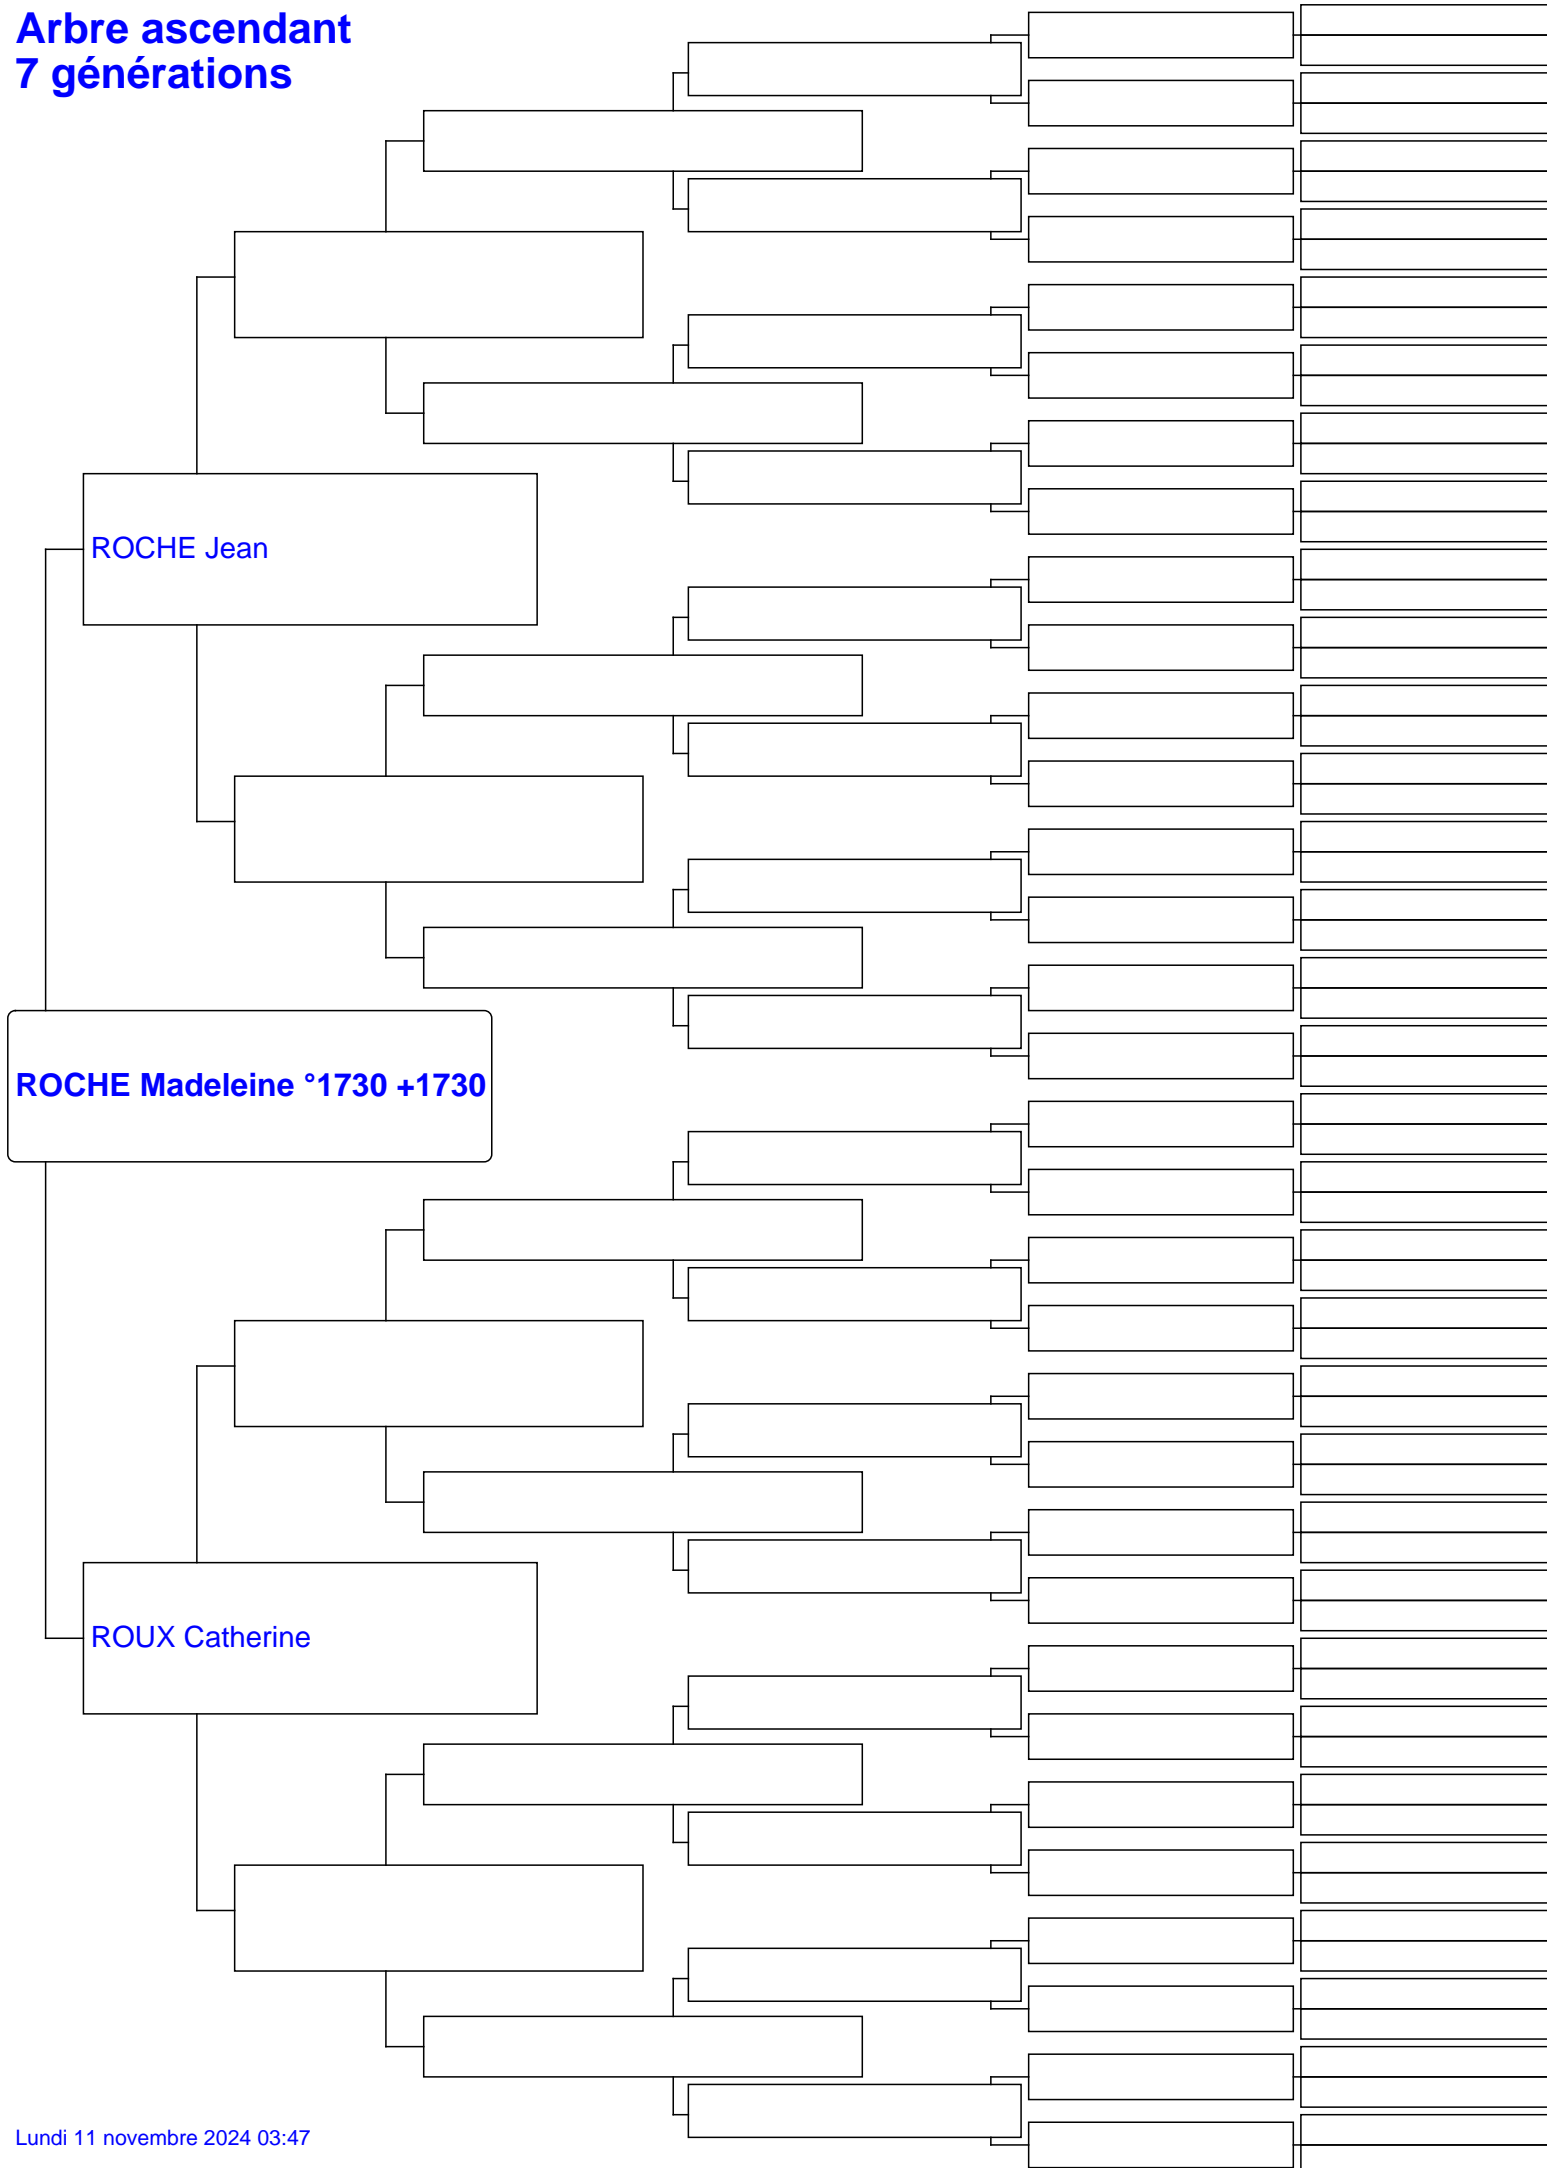 Arbre ascendant
7 générations
ROCHE Jean
ROCHE Madeleine °1730 +1730
ROUX Catherine
Lundi 11 novembre 2024 03:47